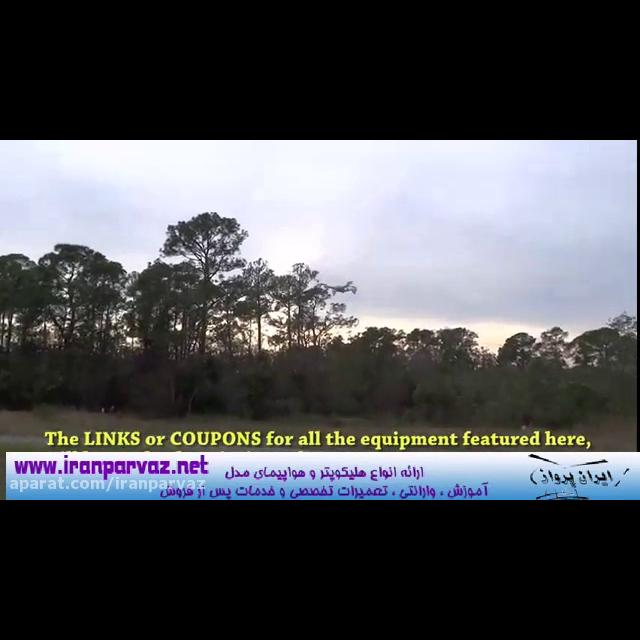 The LINKS or COUPONS for all the equipment featured here,
www.iranparvaz.net
aparat.com/iranparvaz
ارائه انواع هلیکوپتر و هواپیمای مدل
آموزش ، وارانتی ، تعمیرات تخصصی و خدمات پس از فروش
ایران پرواز